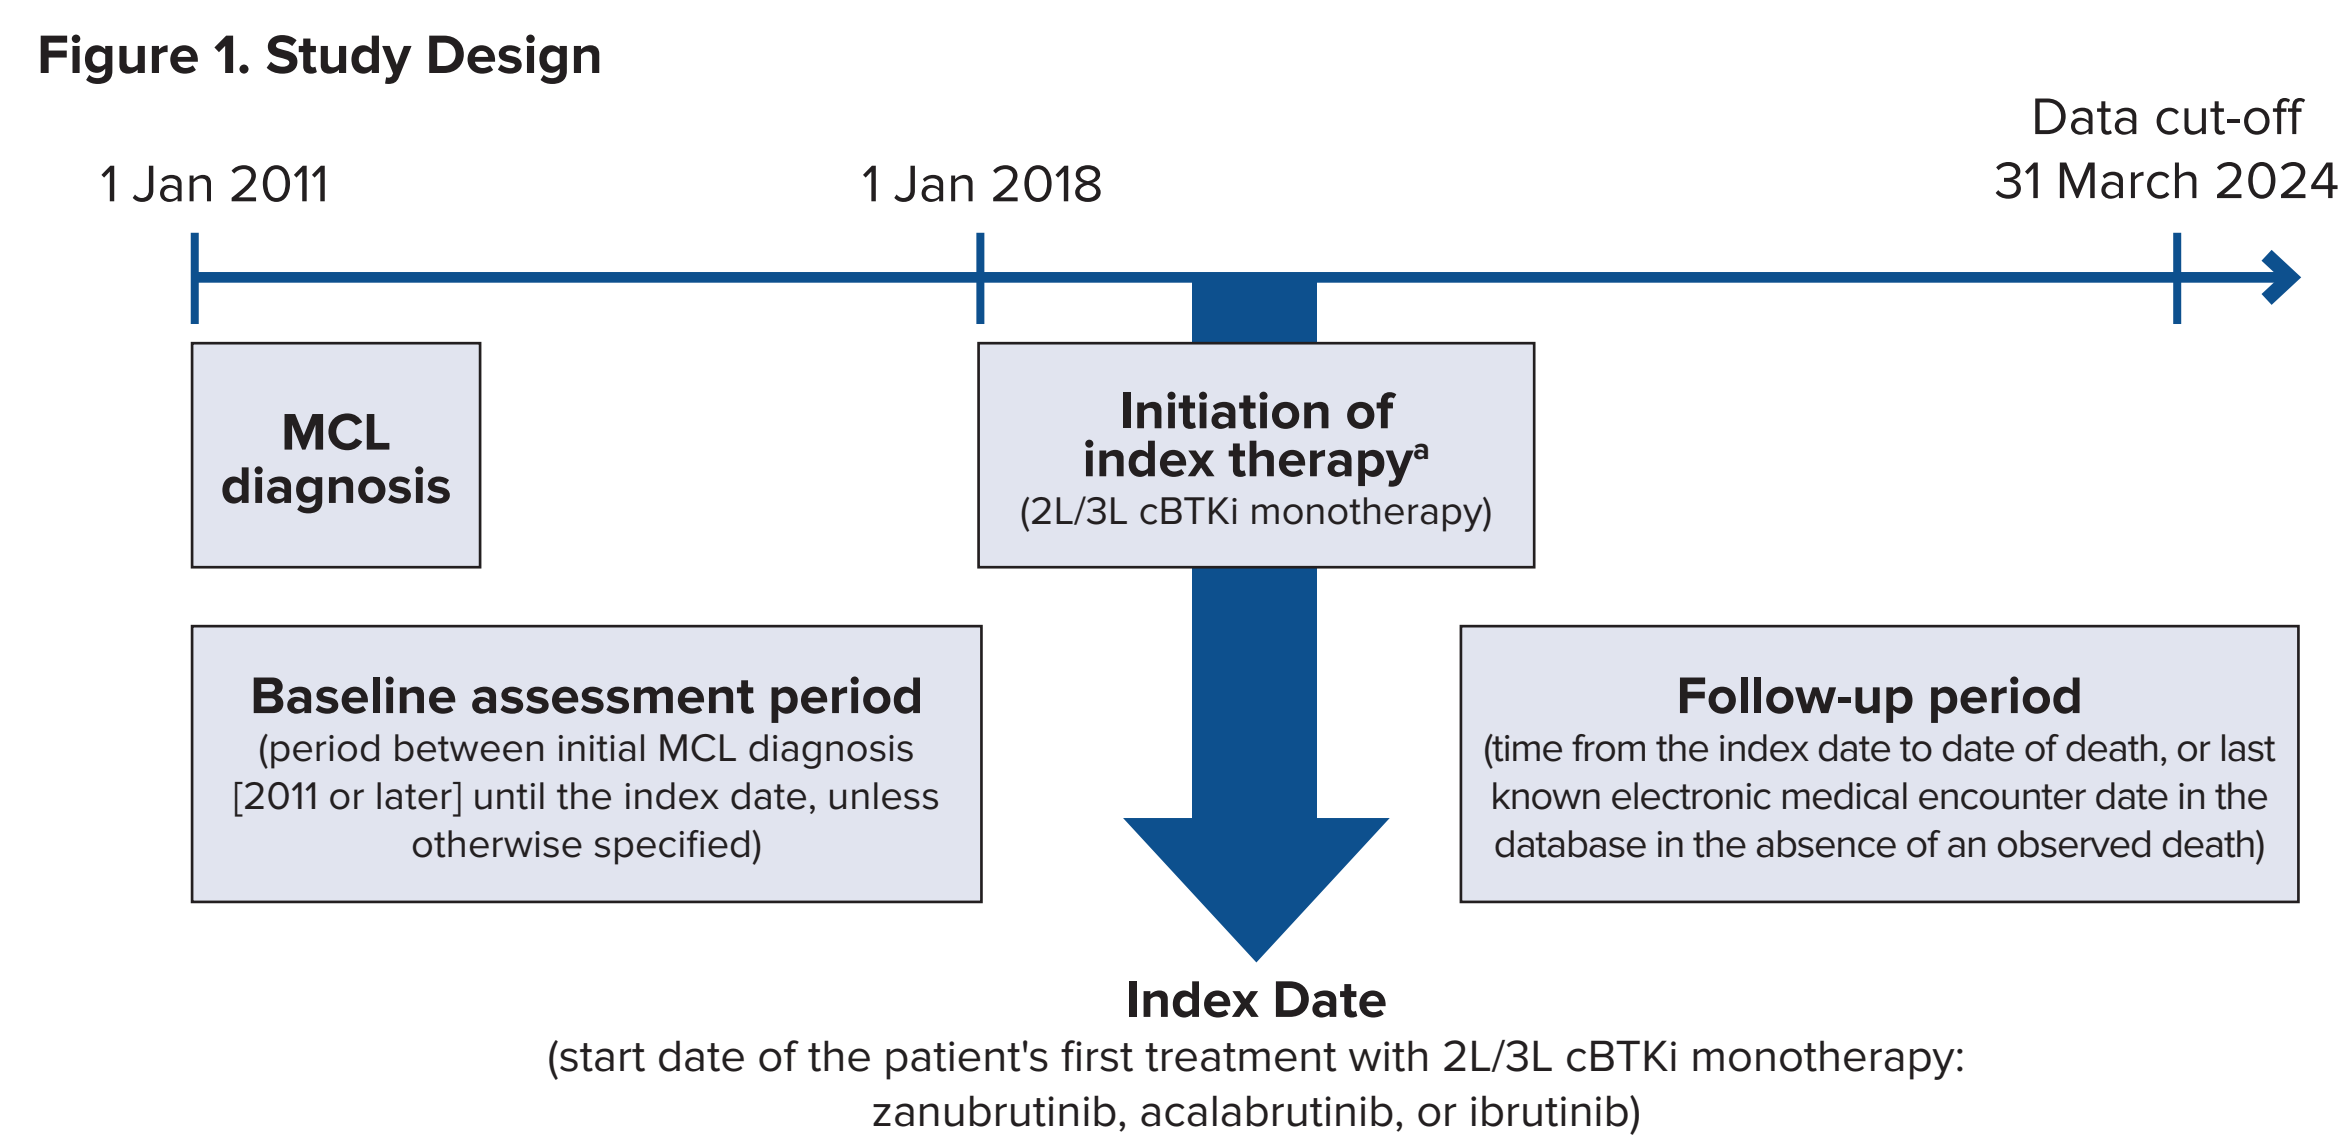 Figure 1. Study Design
Data cut-off
1 Jan 2011
1 Jan 2018
31 March 2024
MCL
diagnosis
Initiation of
index therapyᵃ
(2L/3L cBTKi monotherapy)
Baseline assessment period
(period between initial MCL diagnosis
[2011 or later] until the index date, unless
otherwise specified)
Follow-up period
(time from the index date to date of death, or last
known electronic medical encounter date in the
database in the absence of an observed death)
Index Date
(start date of the patient's first treatment with 2L/3L cBTKi monotherapy:
zanubrutinib, acalabrutinib, or ibrutinib)